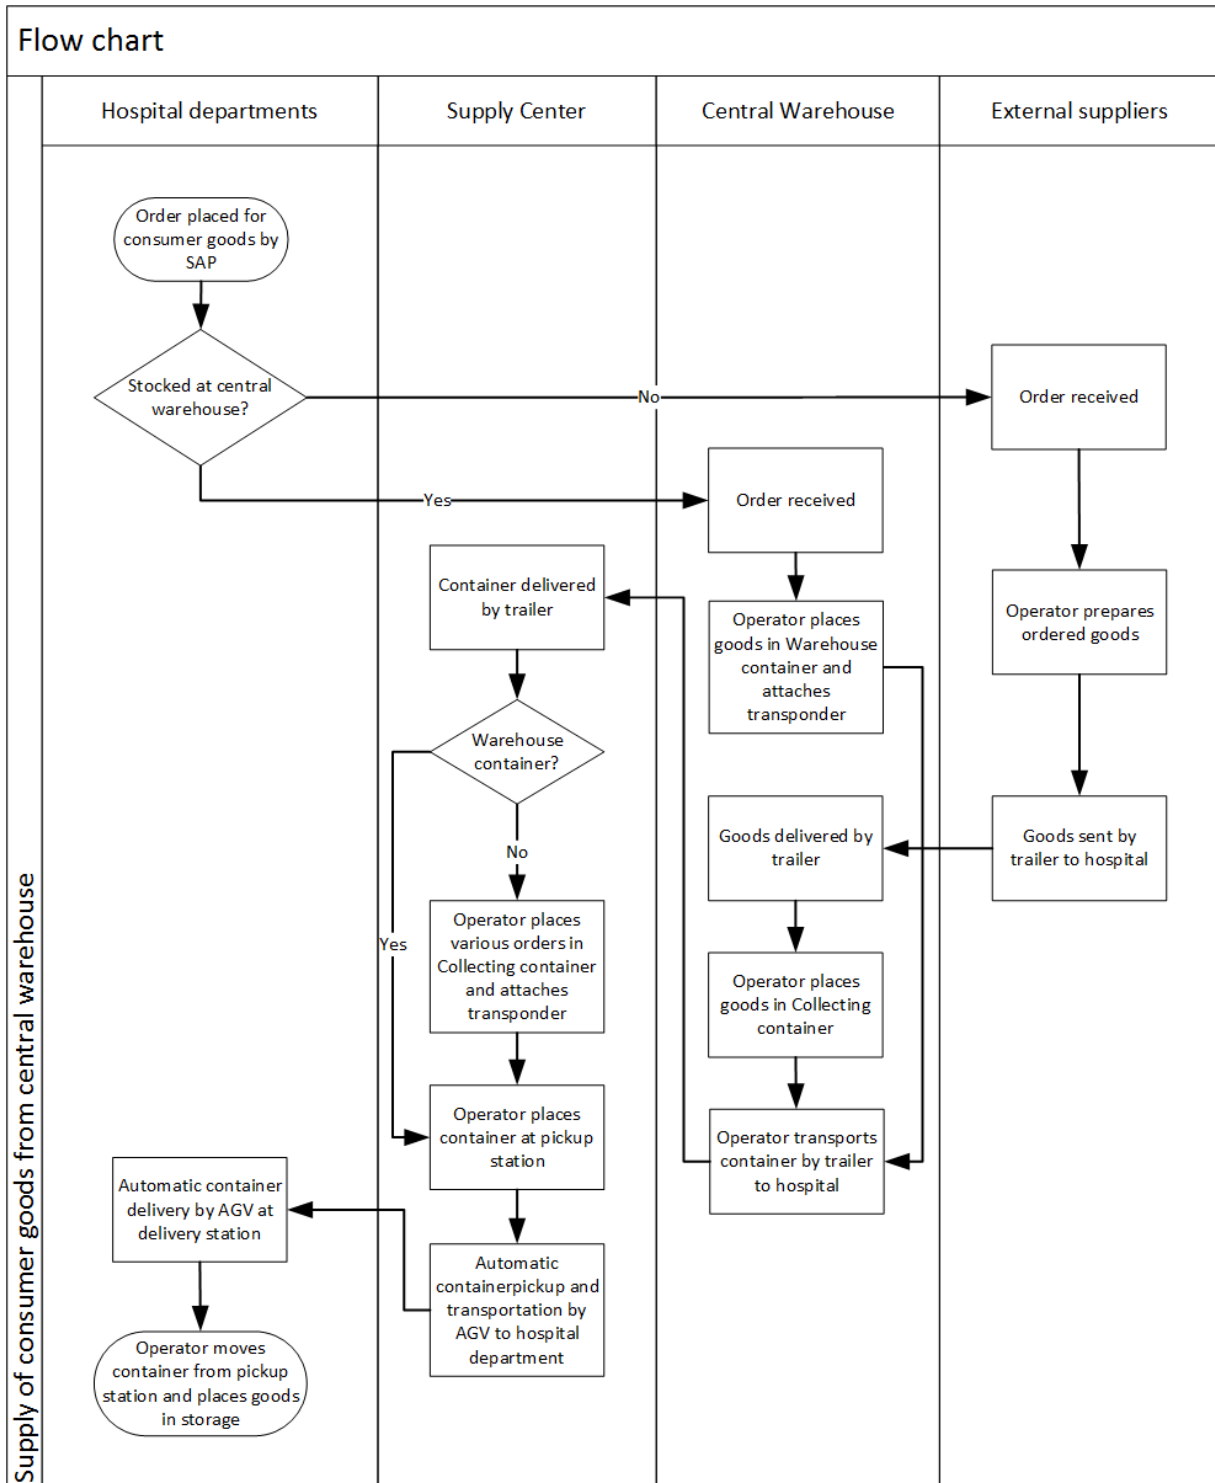 Flow chart
Supply of consumer goods from central warehouse
Hospital departments
Supply Center
Central Warehouse
External suppliers
Order placed for
consumer goods by
SAP
Stocked at central
warehouse?
No
Order received
Yes
Order received
Container delivered
by trailer
Operator places
goods in Warehouse
container and
attaches
transponder
Operator prepares
ordered goods
Warehouse
container?
Goods delivered by
trailer
Goods sent by
trailer to hospital
No
Yes
Operator places
various orders in
Collecting container
and attaches
transponder
Operator places
goods in Collecting
container
Operator places
container at pickup
station
Operator transports
container by trailer
to hospital
Automatic container
delivery by AGV at
delivery station
Automatic
containerpickup and
transportation by
AGV to hospital
department
Operator moves
container from pickup
station and places goods
in storage